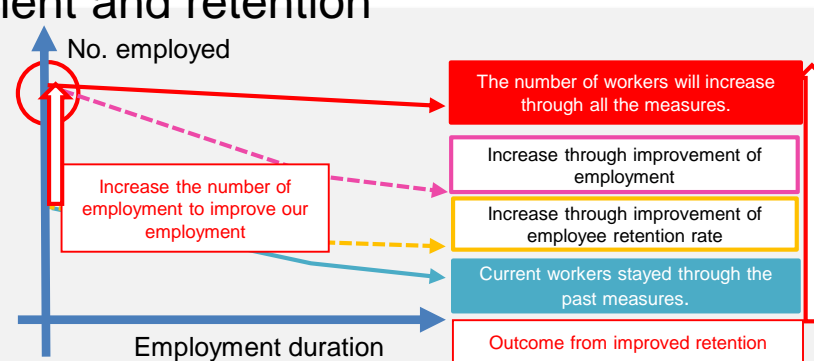 ent and retention
No. employed
The number of workers will increase
through all the measures.
Increase through improvement of
employment
Increase the number of
employment to improve our
employment
Increase through improvement of
employee retention rate
Current workers stayed through the
past measures.
Employment duration
Outcome from improved retention